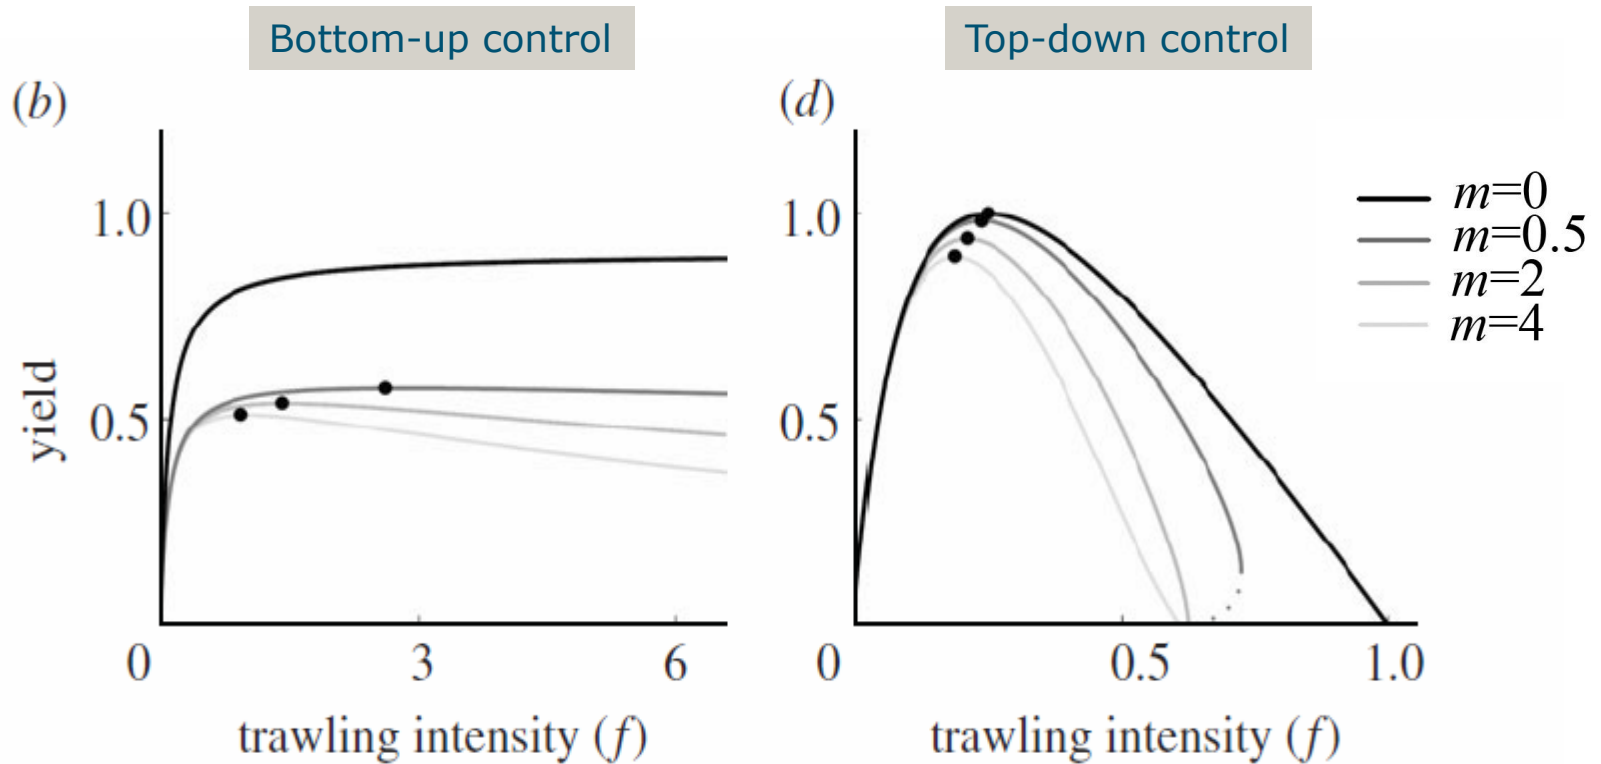 Bottom-up control
(b)
yield
1.0
0.5
0
3
6
trawling intensity (f)
Top-down control
(d)
1.0
0.5
0
0.5
1.0
trawling intensity (f)
m=0
m=0.5
m=2
m=4